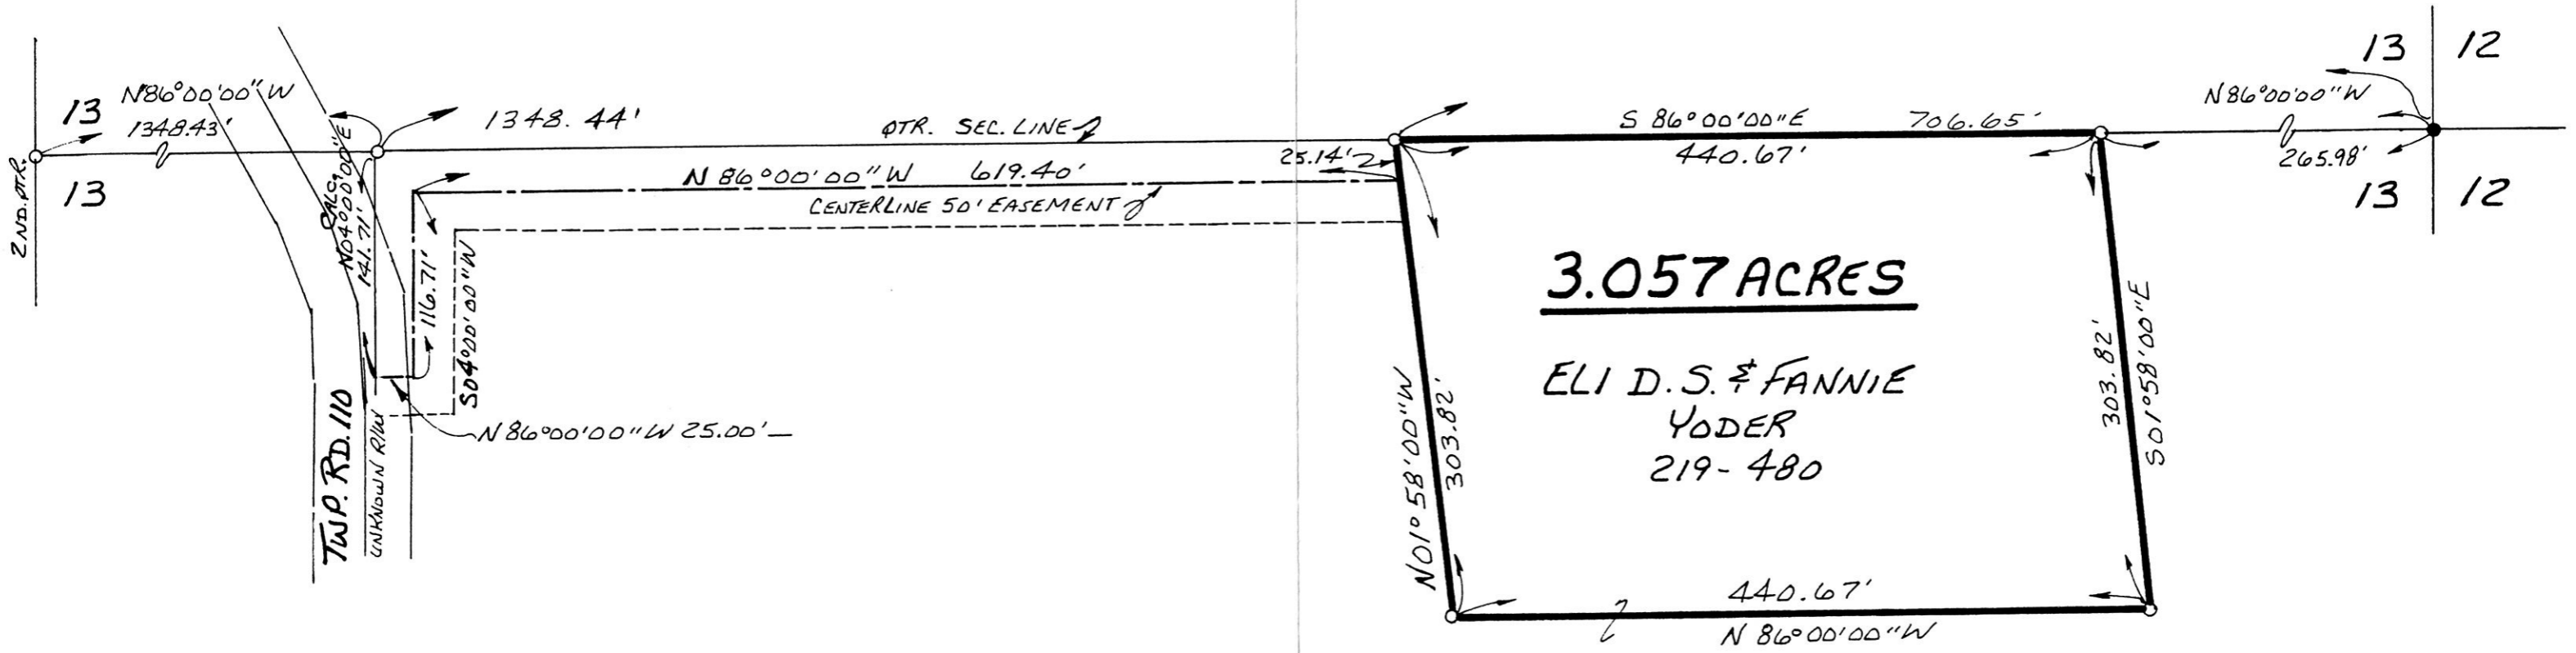 13
N86°00'00"W
1348.43'
13
2ND. QTR.
1348.44'
QTR. SEC. LINE
N 86°00'00"W 619.40'
CENTERLINE 50' EASEMENT
25.14'
CALC.
N04°00'00"E
141.71'
116.71'
S04°00'00"W
N86°00'00"W 25.00'
TWP. RD. 110
UNKNOWN R/W
S 86°00'00"E 706.65'
440.67'
3.057 ACRES
ELI D.S. & FANNIE
YODER
219-480
N01°58'00"W
303.82'
303.82'
S01°58'00"E
440.67'
N 86°00'00"W
13 12
N86°00'00"W
265.98'
13 12